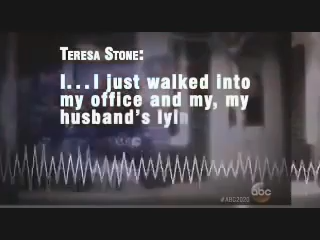 TERESA STONE:
I...I just walked into
my office and my, my
husband's lyin
abc
#ABC2020